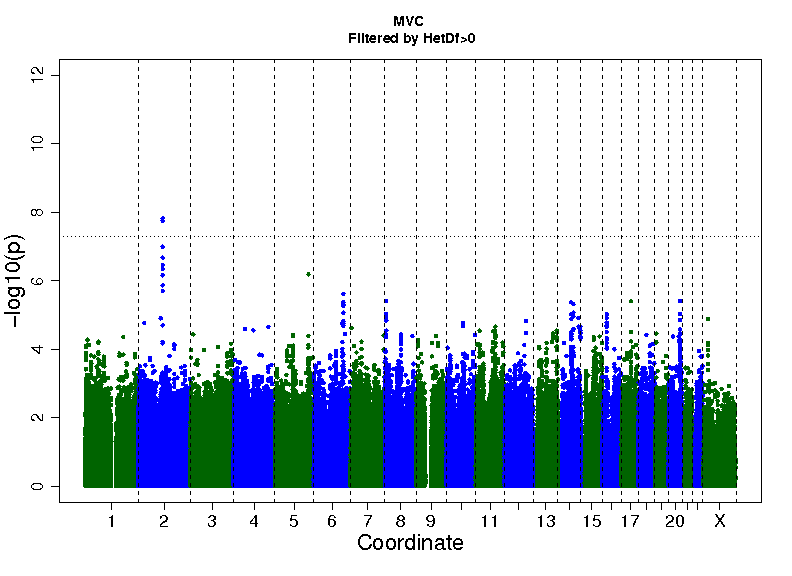 MVC
Filtered by HetDf>0
12
10
8
6
4
2
0
−log10(p)
1 2 3 4 5 6 7 8 9 11 13 15 17 20 X
Coordinate